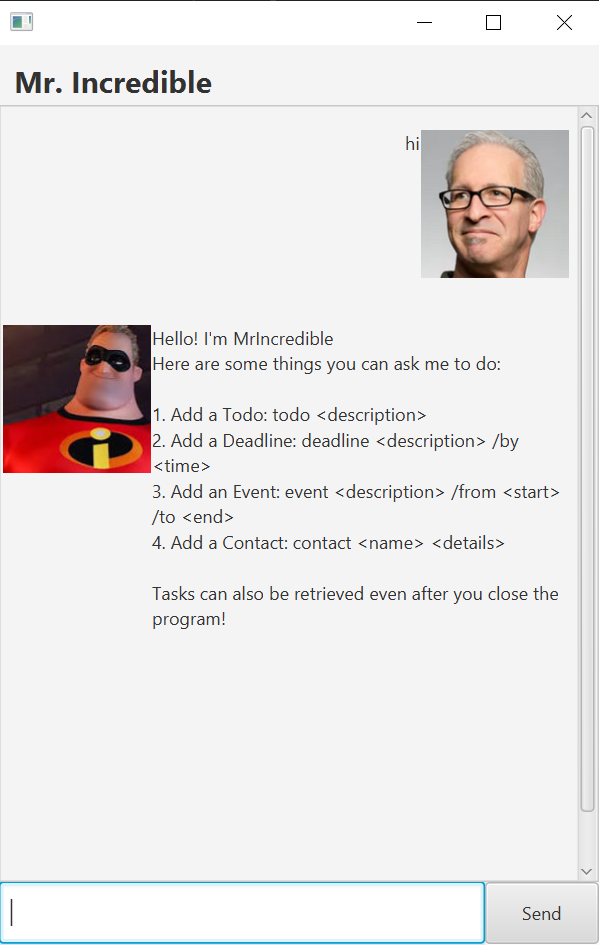 Mr. Incredible
hi
Hello! I'm MrIncredible
Here are some things you can ask me to do:
1. Add a Todo: todo <description>
2. Add a Deadline: deadline <description> /by
<time>
3. Add an Event: event <description> /from <start>
/to <end>
4. Add a Contact: contact <name> <details>
Tasks can also be retrieved even after you close the
program!
Send